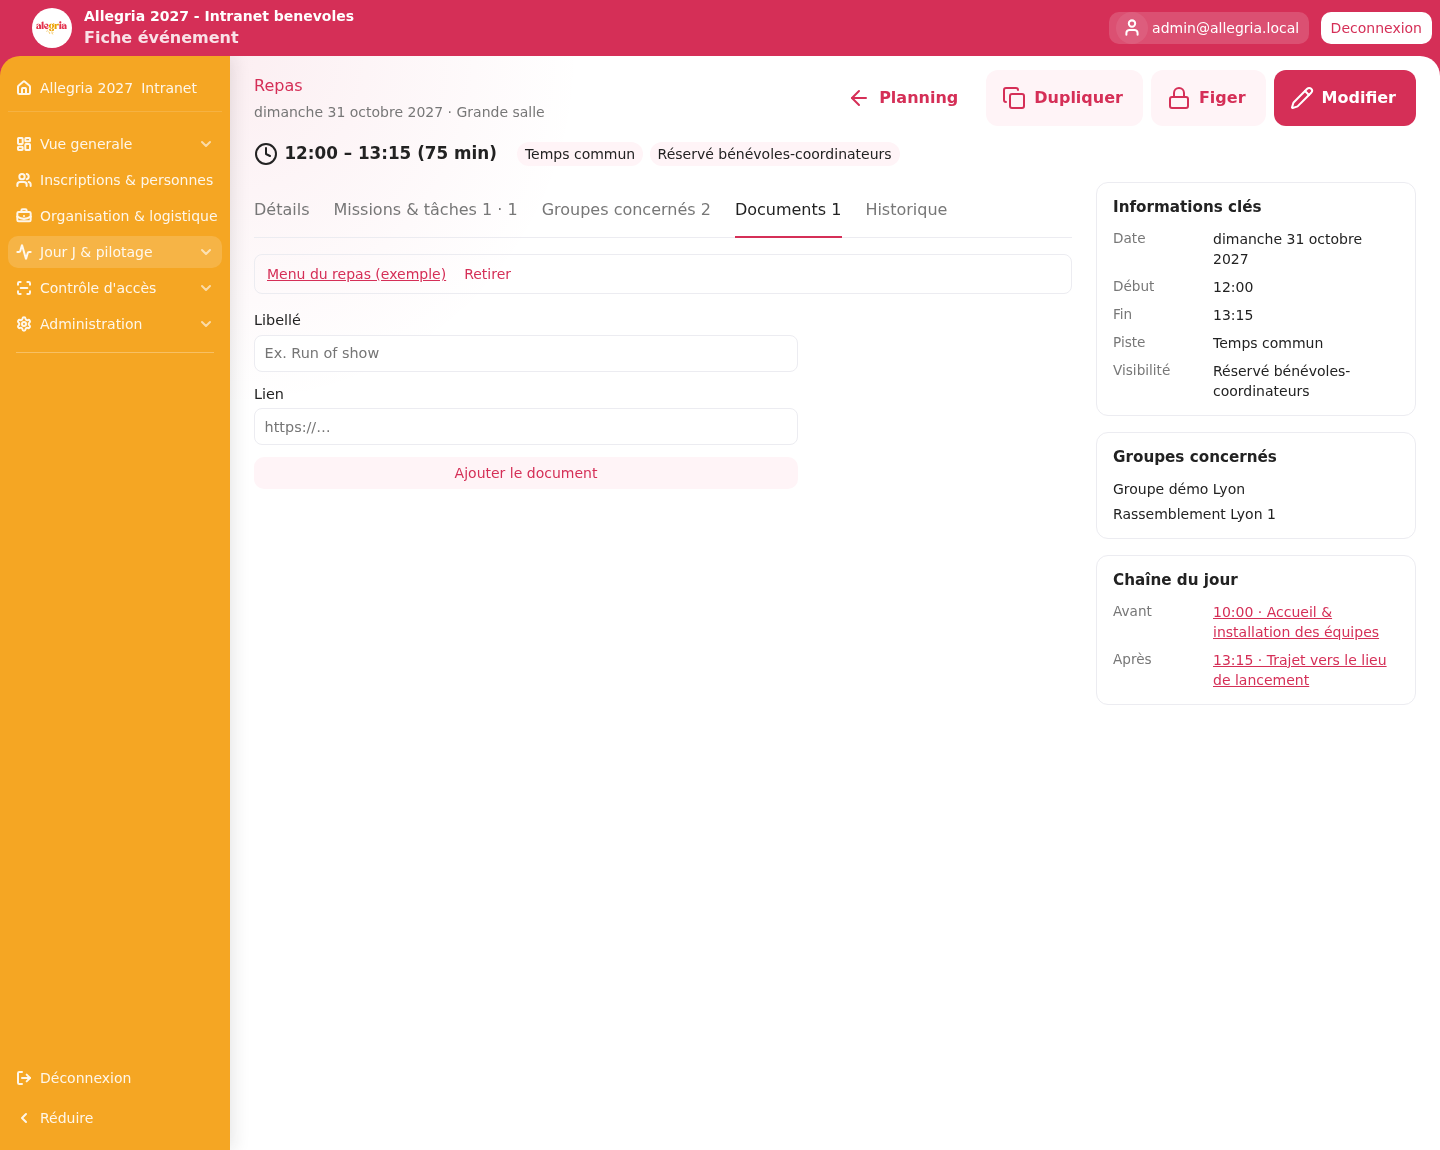 alegria
Allegria 2027 - Intranet benevoles
Fiche événement
admin@allegria.local
Deconnexion
Allegria 2027 Intranet
Vue generale
Inscriptions & personnes
Organisation & logistique
Jour J & pilotage
Contrôle d'accès
Administration
Déconnexion
Réduire
Repas
dimanche 31 octobre 2027 · Grande salle
Planning
Dupliquer
Figer
Modifier
12:00 – 13:15 (75 min)
Temps commun
Réservé bénévoles-coordinateurs
Détails
Missions & tâches 1 · 1
Groupes concernés 2
Documents 1
Historique
Menu du repas (exemple)
Retirer
Libellé
Ex. Run of show
Lien
https://…
Ajouter le document
Informations clés
Date
dimanche 31 octobre
2027
Début
12:00
Fin
13:15
Piste
Temps commun
Visibilité
Réservé bénévoles-
coordinateurs
Groupes concernés
Groupe démo Lyon
Rassemblement Lyon 1
Chaîne du jour
Avant
10:00 · Accueil &
installation des équipes
Après
13:15 · Trajet vers le lieu
de lancement